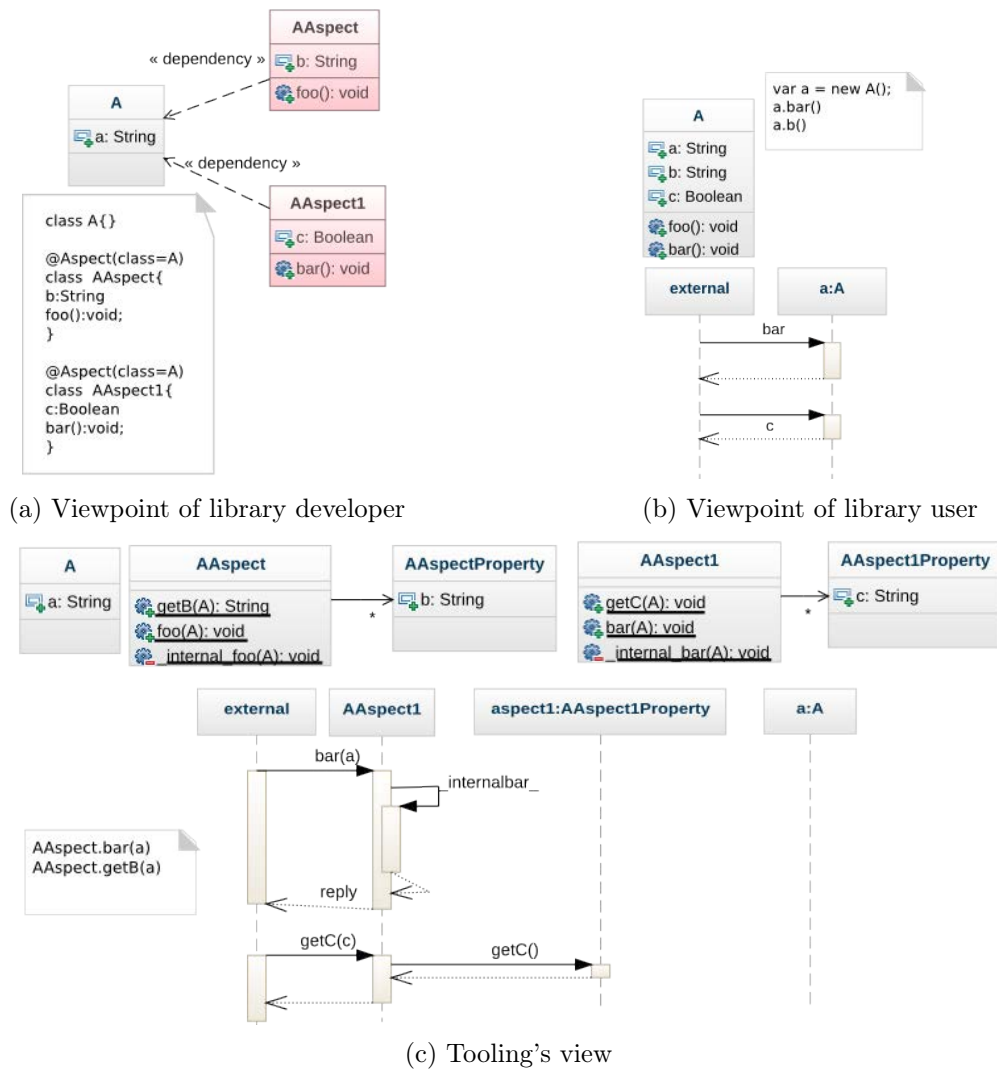 AAspect
b: String
foo(): void
« dependency »
A
a: String
« dependency »
AAspect1
c: Boolean
bar(): void
class A{}
@Aspect(class=A)
class AAspect{
b:String
foo():void;
}
@Aspect(class=A)
class AAspect1{
c:Boolean
bar():void;
}
(a) Viewpoint of library developer
var a = new A();
a.bar()
a.b()
A
a: String
b: String
c: Boolean
foo(): void
bar(): void
external
a:A
bar
c
(b) Viewpoint of library user
A
a: String
AAspect
getB(A): String
foo(A): void
_internal_foo(A): void
*
AAspectProperty
b: String
AAspect1
getC(A): void
bar(A): void
_internal_bar(A): void
*
AAspect1Property
c: String
external
AAspect1
aspect1:AAspect1Property
a:A
bar(a)
_internalbar_
reply
getC(c)
getC()
AAspect.bar(a)
AAspect.getB(a)
(c) Tooling's view